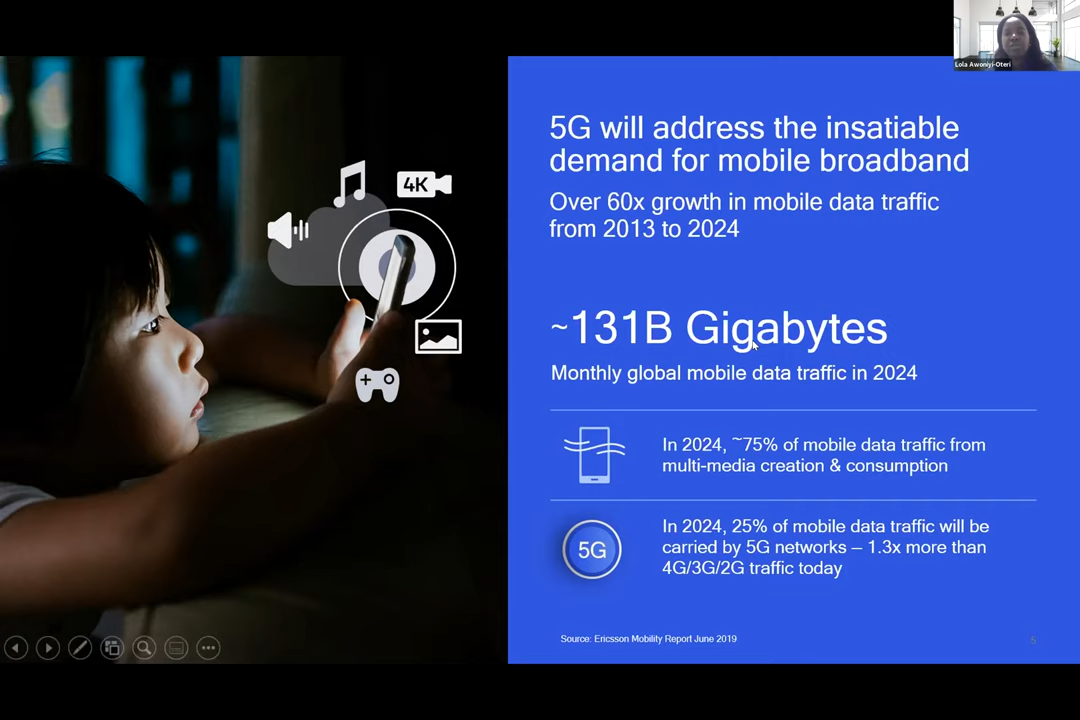 Lola Awoniyi-Oteri
5G will address the insatiable
demand for mobile broadband
Over 60x growth in mobile data traffic
from 2013 to 2024
4K
~131B Gigabytes
Monthly global mobile data traffic in 2024
In 2024, ~75% of mobile data traffic from
multi-media creation & consumption
In 2024, 25% of mobile data traffic will be
carried by 5G networks – 1.3x more than
4G/3G/2G traffic today
5G
Source: Ericsson Mobility Report June 2019
5